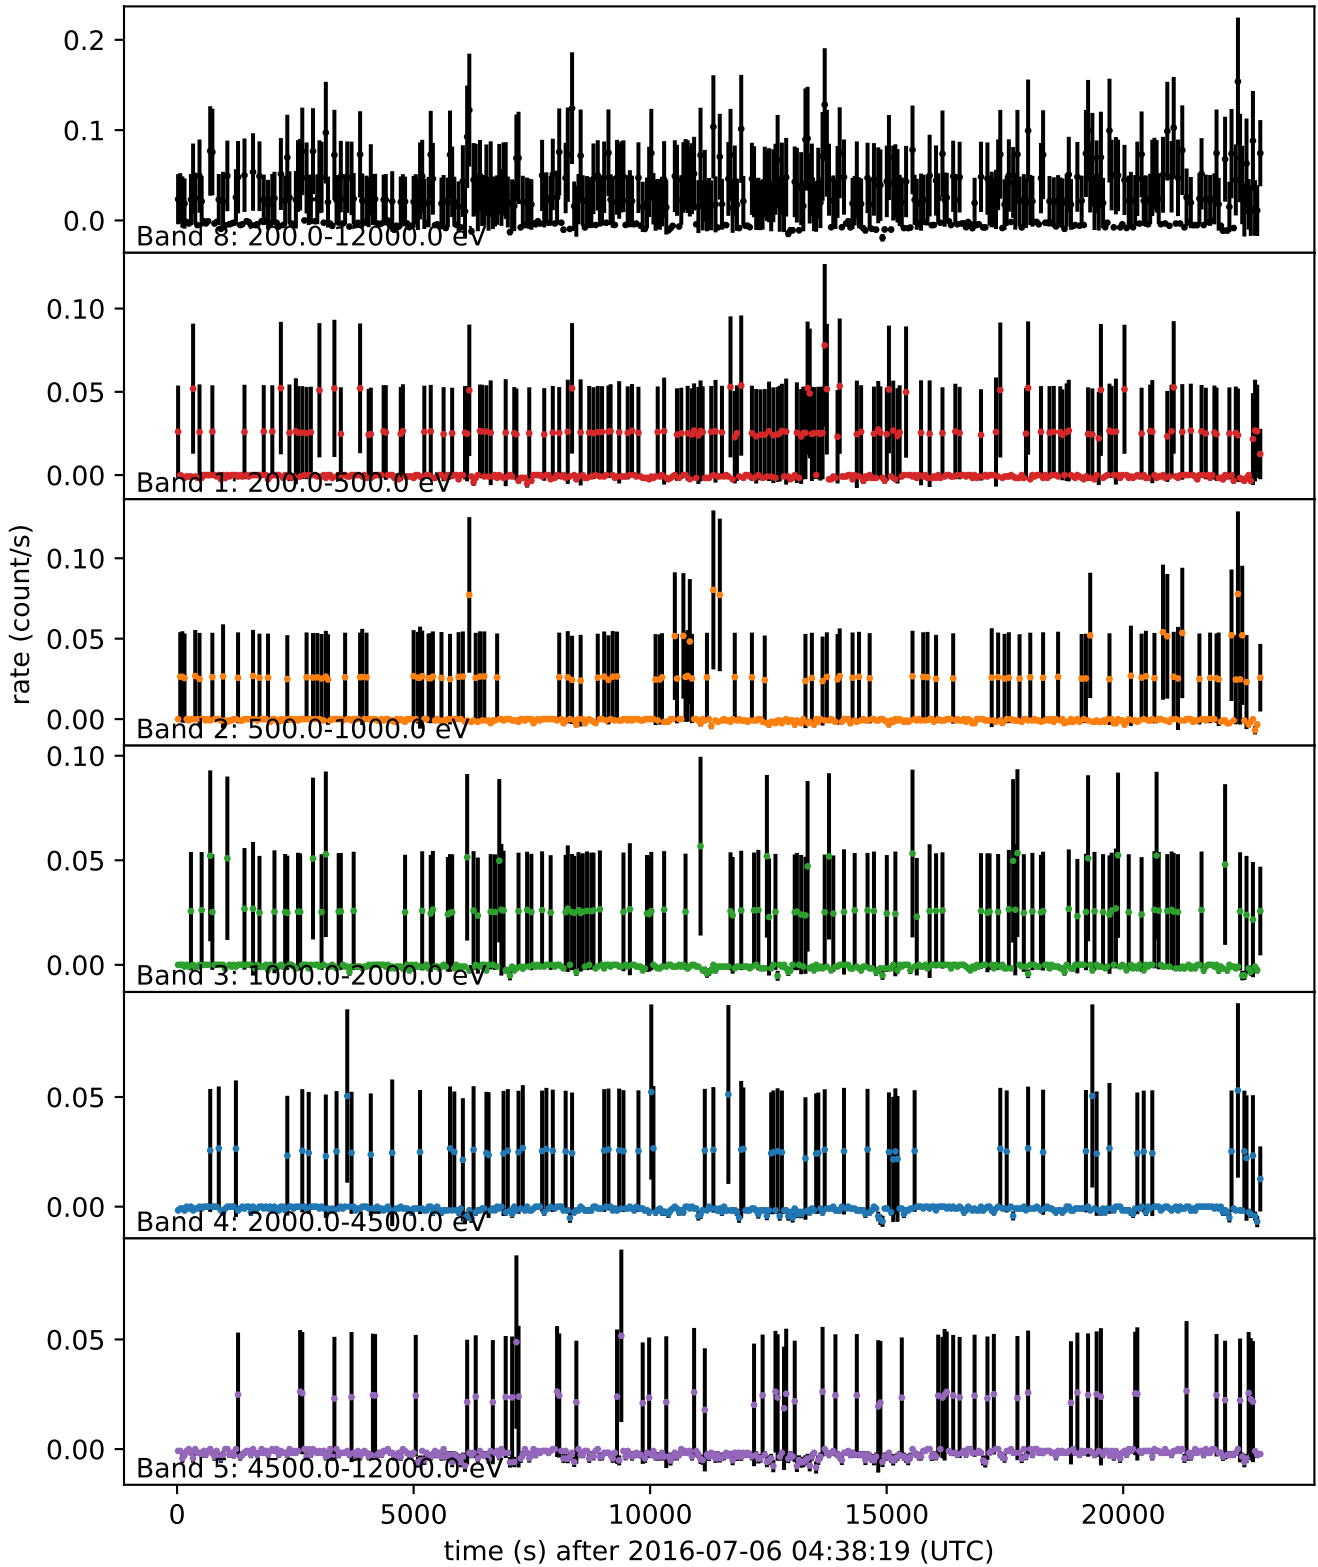 0.2
0.1
0.0
Band 8: 200.0-12000.0 eV
0.10
0.05
0.00
Band 1: 200.0-500.0 eV
rate (count/s)
0.10
0.05
0.00
Band 2: 500.0-1000.0 eV
0.10
0.05
0.00
Band 3: 1000.0-2000.0 eV
0.05
0.00
Band 4: 2000.0-4500.0 eV
0.05
0.00
Band 5: 4500.0-12000.0 eV
0 5000 10000 15000 20000
time (s) after 2016-07-06 04:38:19 (UTC)